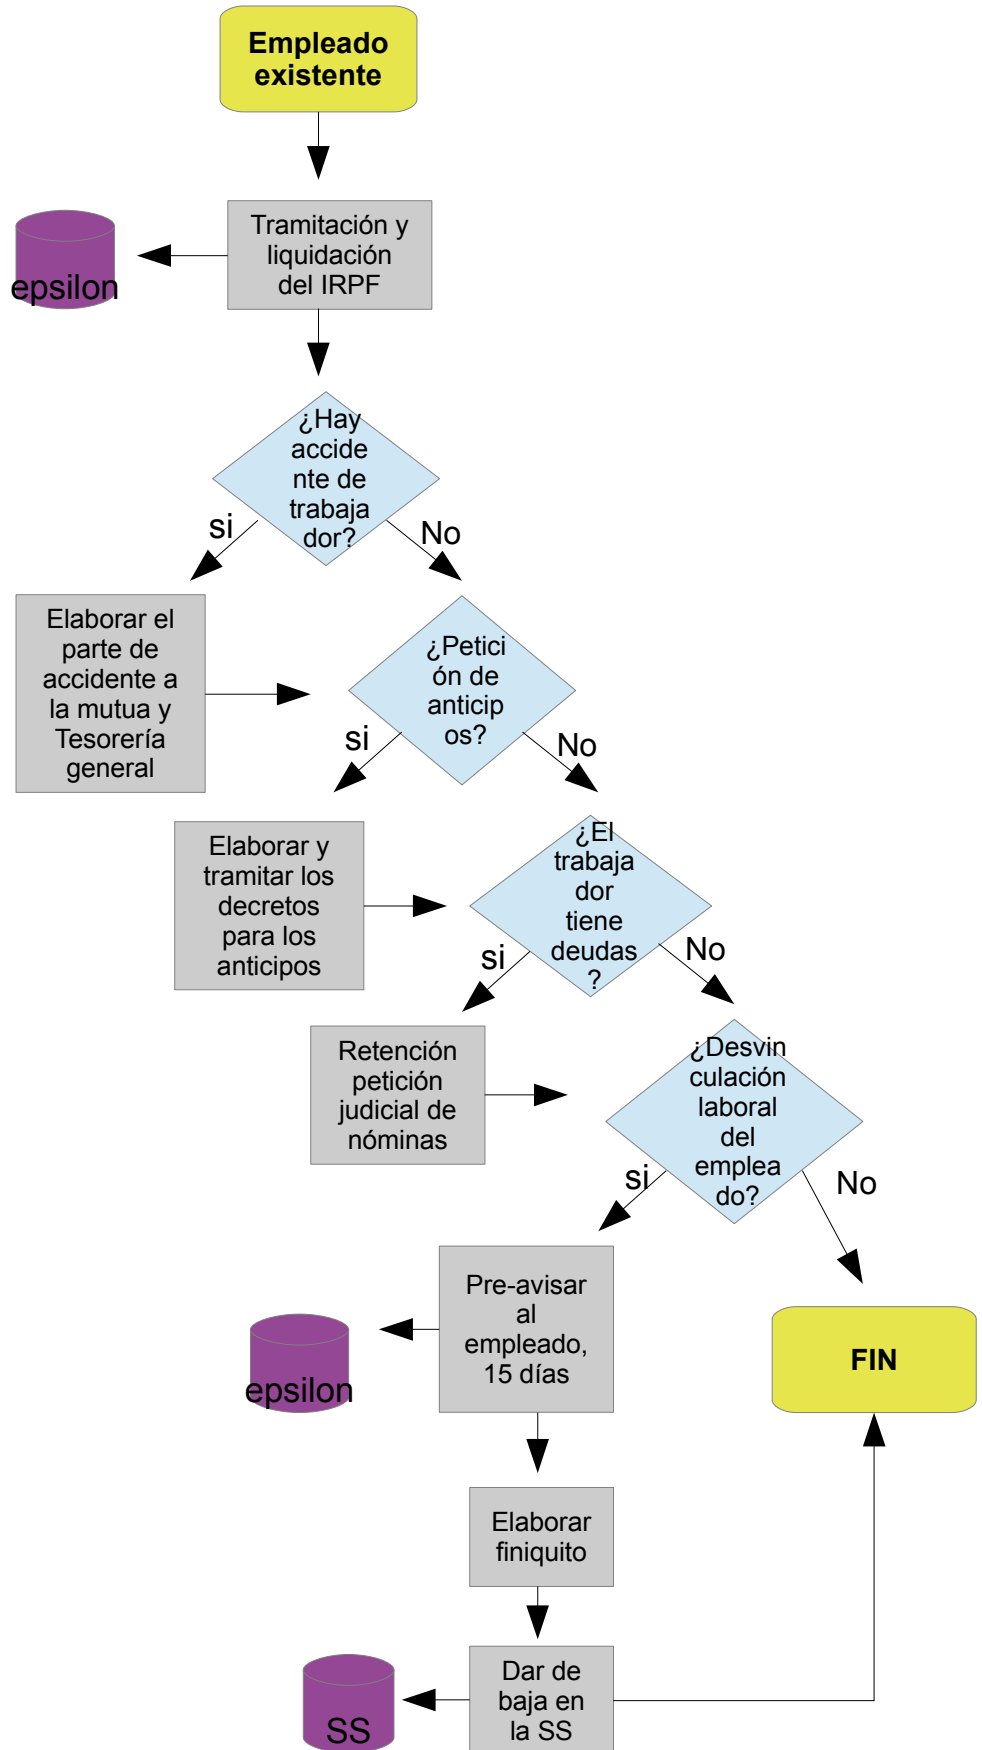 Empleado
existente
Tramitación y
liquidación
del IRPF
epsilon
¿Hay
accide
nte de
trabaja
dor?
si
No
Elaborar el
parte de
accidente a
la mutua y
Tesorería
general
¿Petici
ón de
anticip
os?
si
No
Elaborar y
tramitar los
decretos
para los
anticipos
¿El
trabaja
dor
tiene
deudas
?
si
No
Retención
petición
judicial de
nóminas
¿Desvin
culación
laboral
del
emplea
do?
si
No
Pre-avisar
al
empleado,
15 días
epsilon
FIN
Elaborar
finiquito
Dar de
baja en
la SS
SS